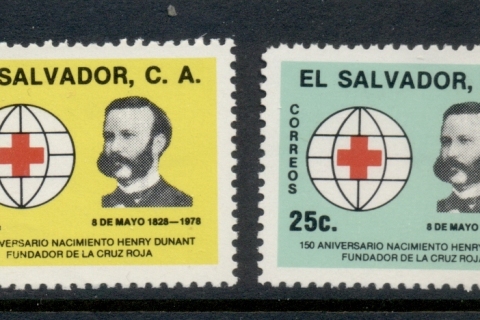 SALVADOR, C. A.
8 DE MAYO 1828—1978
VERSARIO NACIMIENTO HENRY DUNANT
FUNDADOR DE LA CRUZ ROJA
EL SALVADOR,
CORREOS
25c.
8 DE MAYO
150 ANIVERSARIO NACIMIENTO HENRY
FUNDADOR DE LA CRUZ ROJA